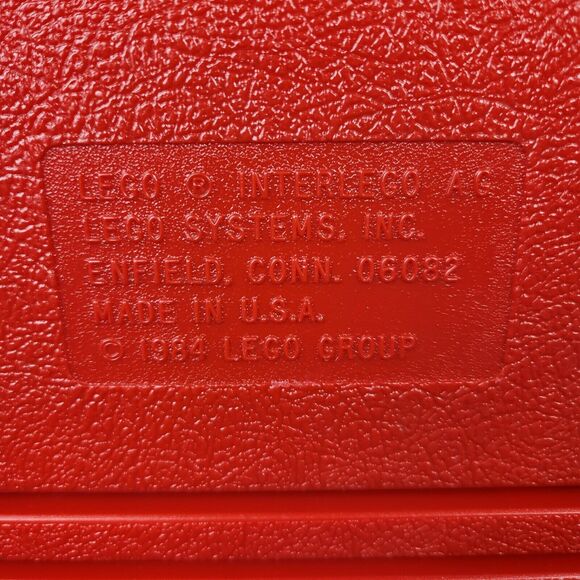 LEGO ® INTERLEGO AG
LEGO SYSTEMS, INC.
ENFIELD, CONN. 06082
MADE IN U.S.A.
© 1984 LEGO GROUP